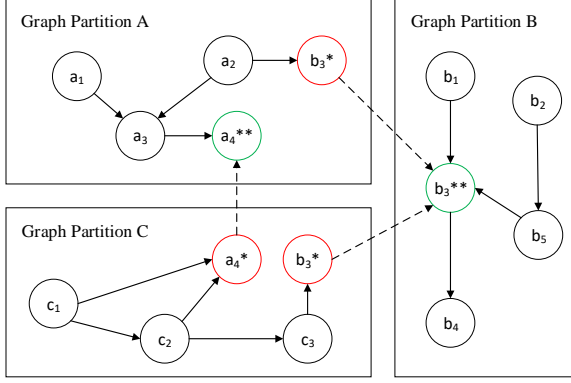 Graph Partition A
a₁
a₂
b₃*
a₃
a₄**
Graph Partition B
b₁
b₂
b₃**
b₅
b₄
Graph Partition C
a₄*
b₃*
c₁
c₂
c₃